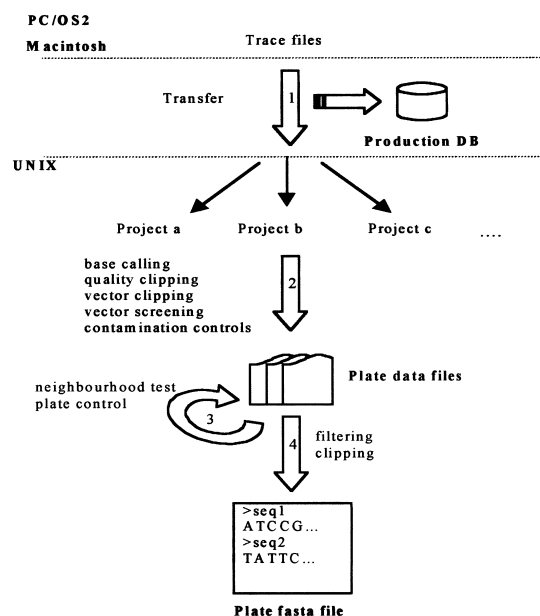 PC/OS2
Macintosh
Trace files
Transfer
1
Production DB
UNIX
Project a
Project b
Project c
....
base calling
quality clipping
vector clipping
vector screening
contamination controls
2
Plate data files
neighbourhood test
plate control
3
4
filtering
clipping
>seq1
ATCCG...
>seq2
TATTC...
Plate fasta file